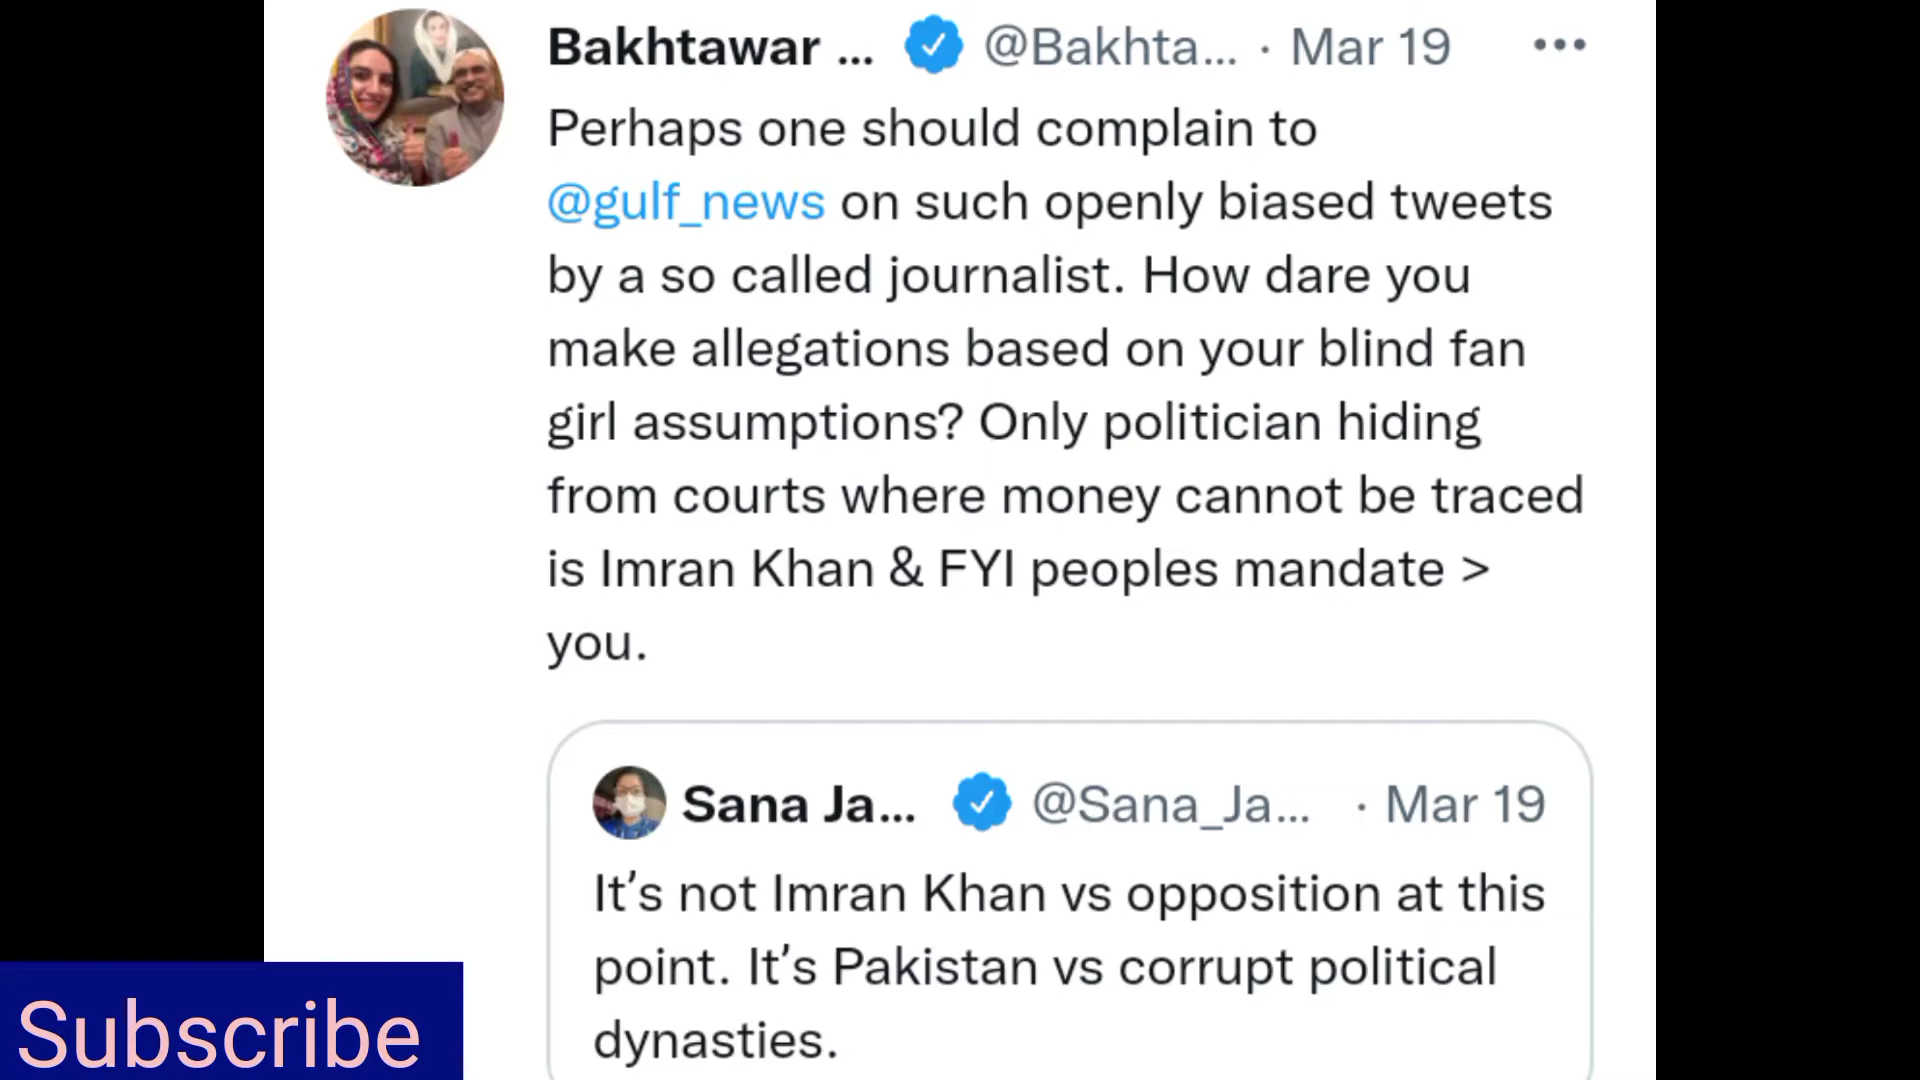 Bakhtawar ... @Bakhta... · Mar 19
Perhaps one should complain to
@gulf_news on such openly biased tweets
by a so called journalist. How dare you
make allegations based on your blind fan
girl assumptions? Only politician hiding
from courts where money cannot be traced
is Imran Khan & FYI peoples mandate >
you.
Sana Ja... @Sana_Ja... · Mar 19
It's not Imran Khan vs opposition at this
point. It's Pakistan vs corrupt political
dynasties.
Subscribe